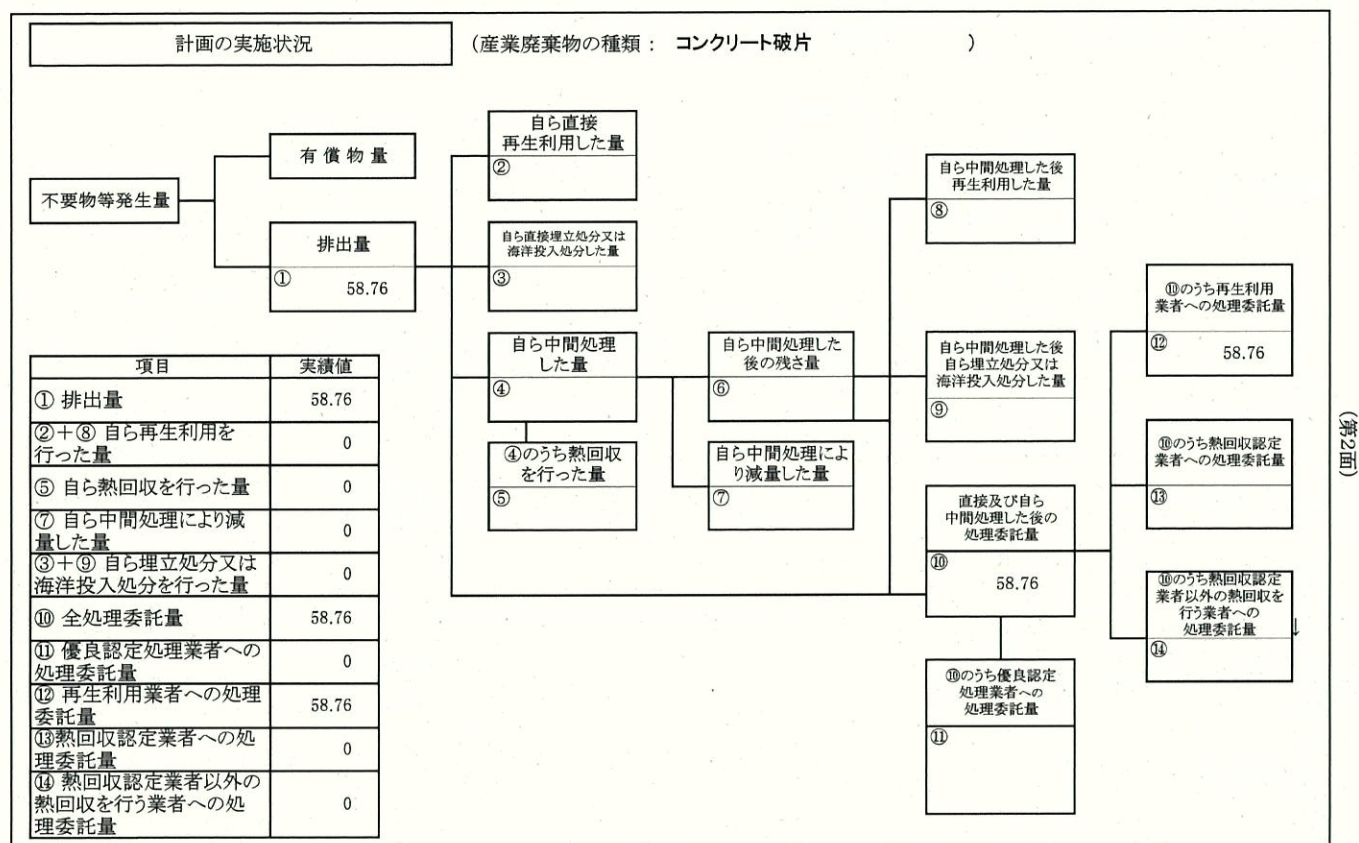 計画の実施状況
(産業廃棄物の種類： コンクリート破片 )
不要物等発生量
有償物量
排出量
① 58.76
自ら直接
再生利用した量
②
自ら直接埋立処分又は
海洋投入処分した量
③
自ら中間処理
した量
④
④のうち熱回収
を行った量
⑤
自ら中間処理した
後の残さ量
⑥
自ら中間処理によ
り減量した量
⑦
自ら中間処理した後
再生利用した量
⑧
自ら中間処理した後
自ら埋立処分又は
海洋投入処分した量
⑨
直接及び自ら
中間処理した後の
処理委託量
⑩
58.76
⑩のうち優良認定
処理業者への
処理委託量
⑪
⑩のうち再生利用
業者への処理委託量
⑫ 58.76
⑩のうち熱回収認定
業者への処理委託量
⑬
⑩のうち熱回収認定
業者以外の熱回収を
行う業者への
処理委託量
⑭
↓
項目 実績値
① 排出量 58.76
②＋⑧ 自ら再生利用を
行った量 0
⑤ 自ら熱回収を行った量 0
⑦ 自ら中間処理により減
量した量 0
③＋⑨ 自ら埋立処分又は
海洋投入処分を行った量 0
⑩ 全処理委託量 58.76
⑪ 優良認定処理業者への
処理委託量 0
⑫ 再生利用業者への処理
委託量 58.76
⑬熱回収認定業者への処
理委託量 0
⑭ 熱回収認定業者以外の
熱回収を行う業者への処
理委託量 0
(第2面)